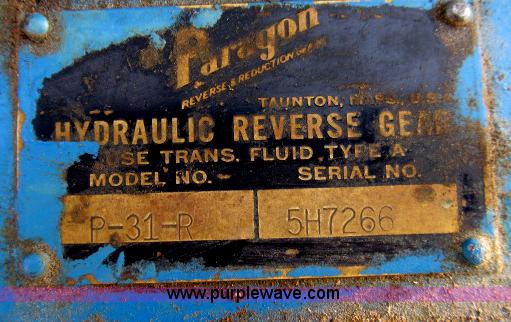 Paragon
REVERSE & REDUCTION GEARS
TAUNTON, MASS., U.S.A.
HYDRAULIC REVERSE GEAR
USE TRANS. FLUID TYPE A
MODEL NO. SERIAL NO.
P-31-R 5H7266
www.purplewave.com